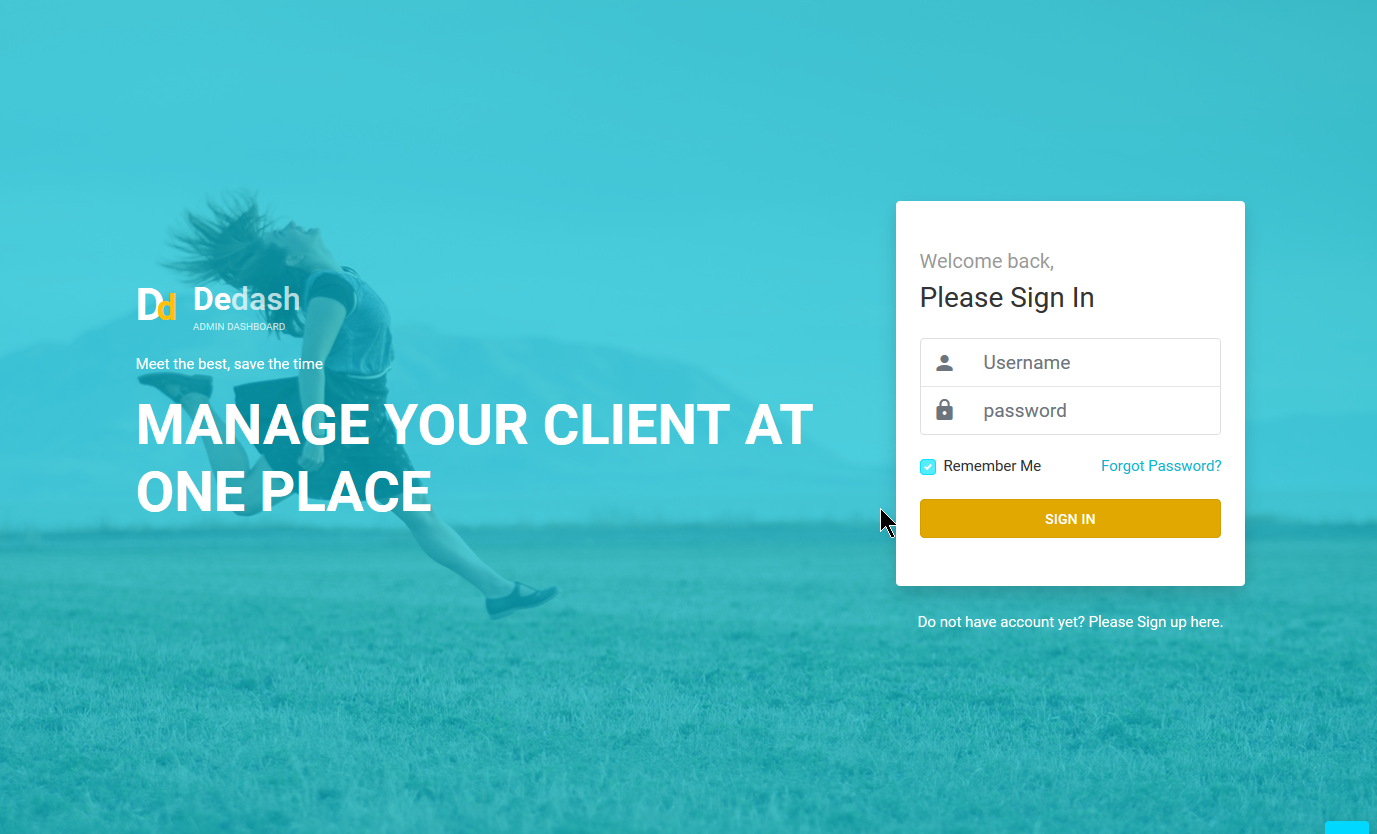 Dd Dedash
ADMIN DASHBOARD
Meet the best, save the time
MANAGE YOUR CLIENT AT
ONE PLACE
Welcome back,
Please Sign In
Username
password
Remember Me Forgot Password?
SIGN IN
Do not have account yet? Please Sign up here.